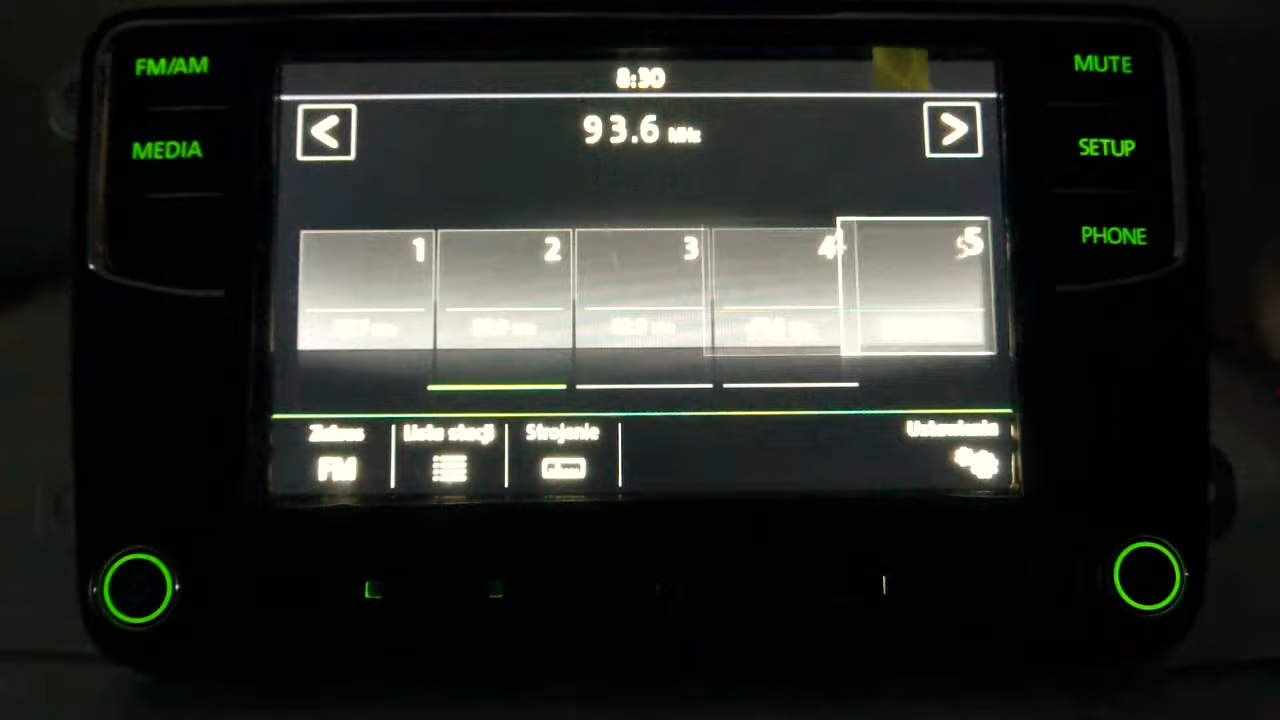 FM/AM
MEDIA
8:30
93.6 MHz
1
2
3
4
5
Zakres
FM
Lista stacji
Strojenie
Ustawienia
MUTE
SETUP
PHONE